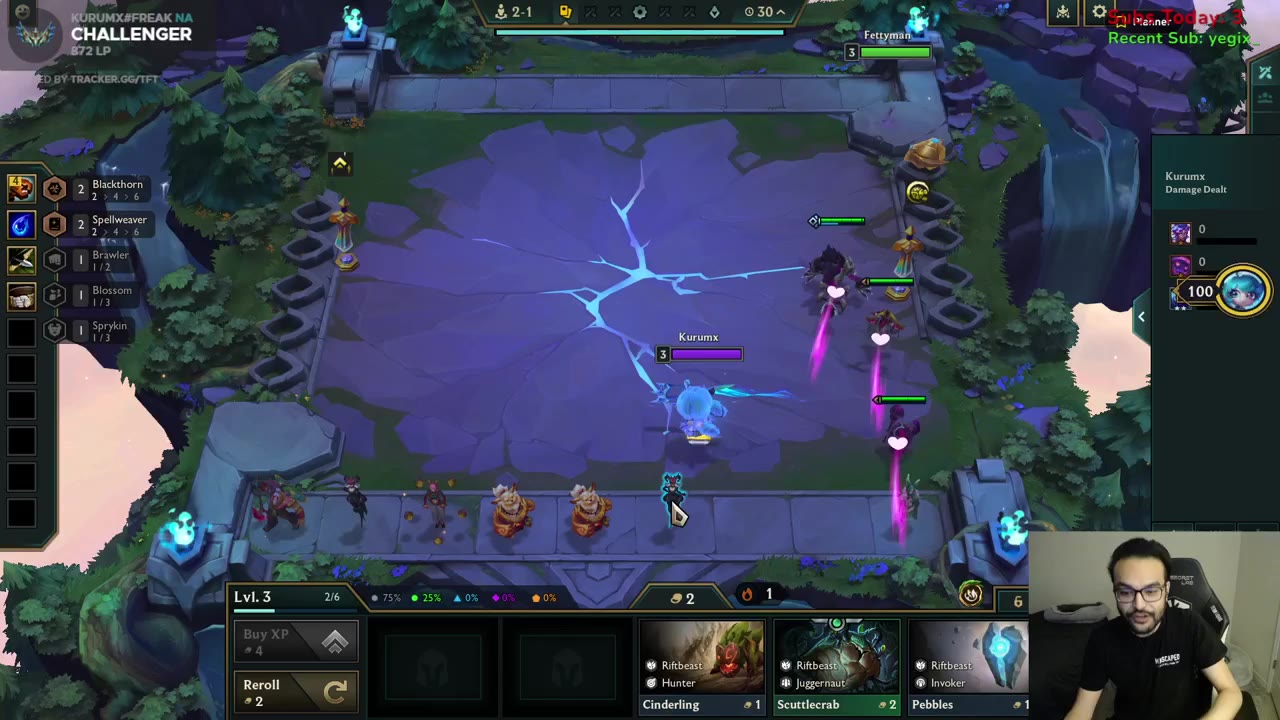 KURUMX#FREAK NA
CHALLENGER
872 LP
ED BY TRACKER.GG/TFT
2-1
30
Subs Today: 3
Planner
Recent Sub: yegix
Fettyman
3
4
2 Blackthorn
2 > 4 > 6
2 Spellweaver
2 > 4 > 6
1 Brawler
1 / 2
1 Blossom
1 / 3
1 Sprykin
1 / 3
Kurumx
Damage Dealt
0
0
100
Kurumx
3
Lvl. 3
2/6
75%
25%
0%
0%
0%
2
1
6
Buy XP
4
Reroll
2
Riftbeast
Hunter
Cinderling
1
Riftbeast
Juggernaut
Scuttlecrab
2
Riftbeast
Invoker
Pebbles
1